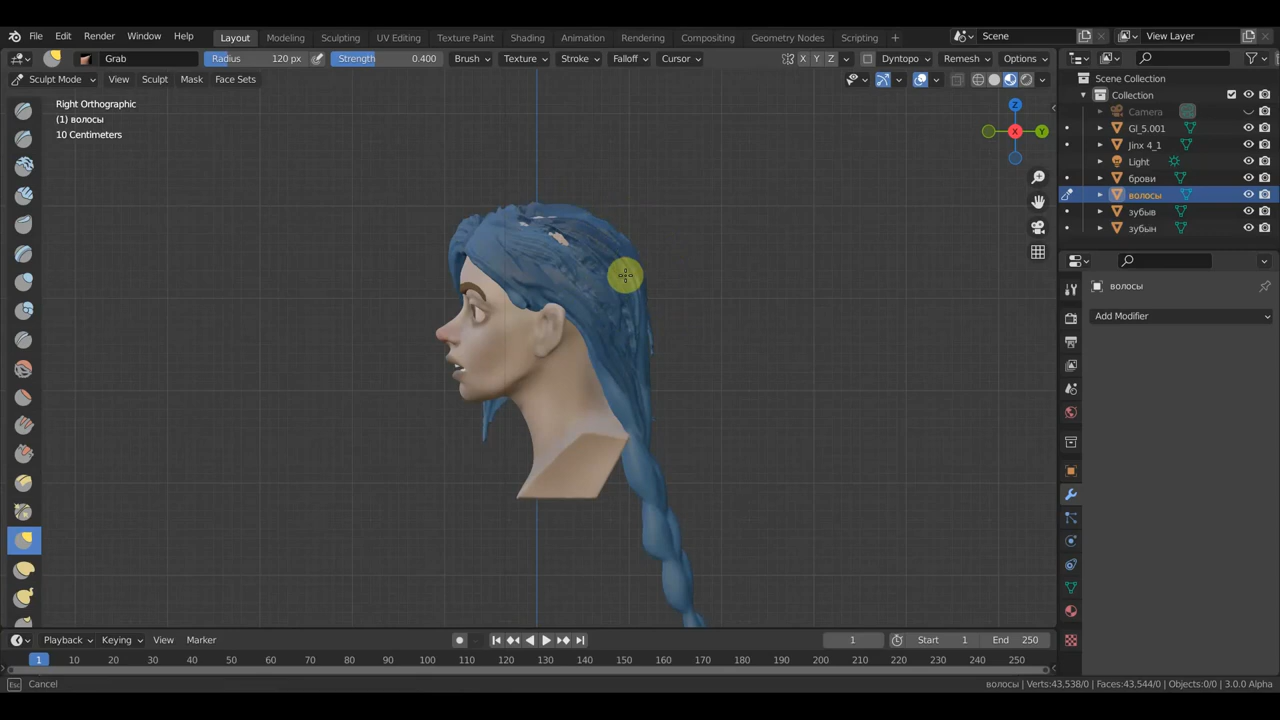 File Edit Render Window Help Layout Modeling Sculpting UV Editing Texture Paint Shading Animation Rendering Compositing Geometry Nodes Scripting + Scene View Layer
Grab Radius 120 px Strength 0.400 Brush Texture Stroke Falloff Cursor X Y Z Dyntopo Remesh Options
Sculpt Mode View Sculpt Mask Face Sets
Right Orthographic
(1) волосы
10 Centimeters
Z
X
Y
Scene Collection
Collection
Camera
Gl_5.001
Jinx 4_1
Light
брови
волосы
зубыв
зубын
волосы
Add Modifier
Playback Keying View Marker 1 Start 1 End 250
1 10 20 30 40 50 60 70 80 90 100 110 120 130 140 150 160 170 180 190 200 210 220 230 240 250
Esc Cancel волосы | Verts:43,538/0 | Faces:43,544/0 | Objects:0/0 | 3.0.0 Alpha